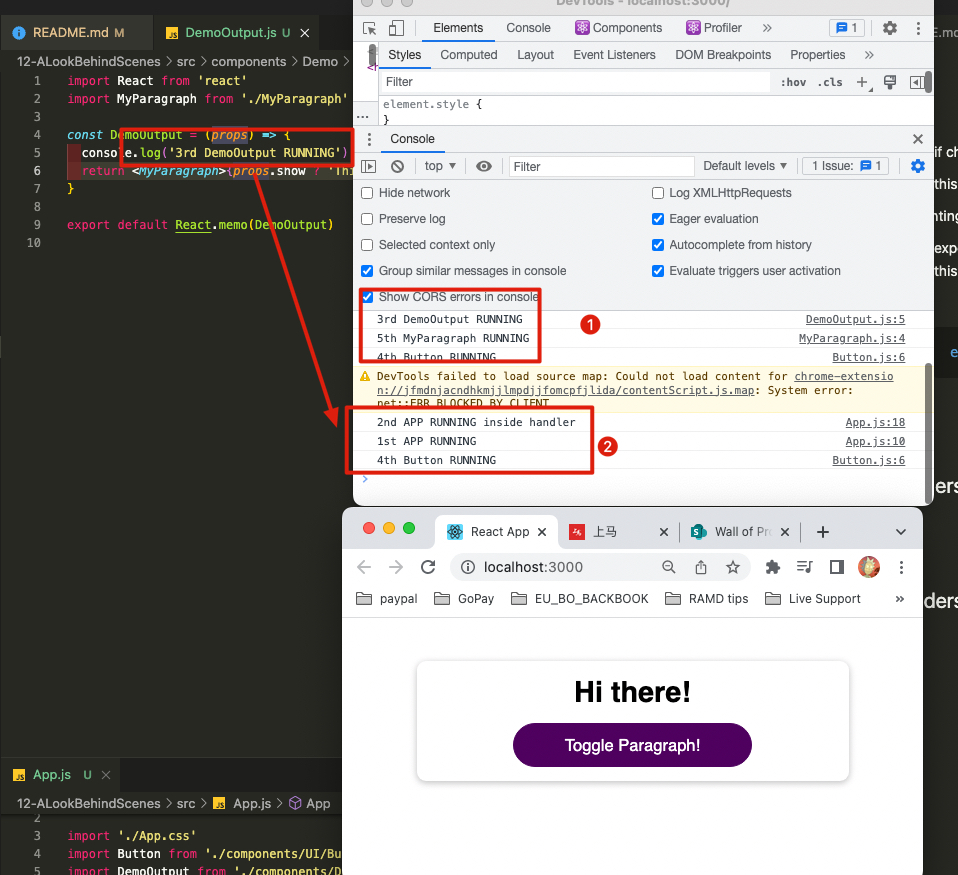 DevTools - localhost:3000/
README.md M
DemoOutput.js U
12-ALookBehindScenes > src > components > Demo >
1 import React from 'react'
2 import MyParagraph from './MyParagraph'
3
4 const DemoOutput = (props) => {
5 console.log('3rd DemoOutput RUNNING')
6 return <MyParagraph>{props.show ? 'Thi
7 }
8
9 export default React.memo(DemoOutput)
10
Elements Console Components Profiler » 1
Styles Computed Layout Event Listeners DOM Breakpoints Properties »
Filter :hov .cls +
element.style {
}
...
Console
top ▼ Filter Default levels ▼ 1 Issue: 1
Hide network
Log XMLHttpRequests
Preserve log
Eager evaluation
Selected context only
Autocomplete from history
Group similar messages in console
Evaluate triggers user activation
Show CORS errors in console
3rd DemoOutput RUNNING DemoOutput.js:5
1
5th MyParagraph RUNNING MyParagraph.js:4
4th Button RUNNING Button.js:6
DevTools failed to load source map: Could not load content for chrome-extensio
n://jfmdnjacndhkmjjlmpdjjfomcpfjlida/contentScript.js.map: System error:
net::ERR_BLOCKED_BY_CLIENT
2nd APP RUNNING inside handler App.js:18
1st APP RUNNING App.js:10
2
4th Button RUNNING Button.js:6
>
E.md
if ch
this
nting
expe
this
e
ers
ders
React App
上马
Wall of Pr
localhost:3000
paypal GoPay EU_BO_BACKBOOK RAMD tips Live Support »
Hi there!
Toggle Paragraph!
App.js U
12-ALookBehindScenes > src > App.js > App
2
3 import './App.css'
4 import Button from './components/UI/Bu
5 import DemoOutput from './components/D